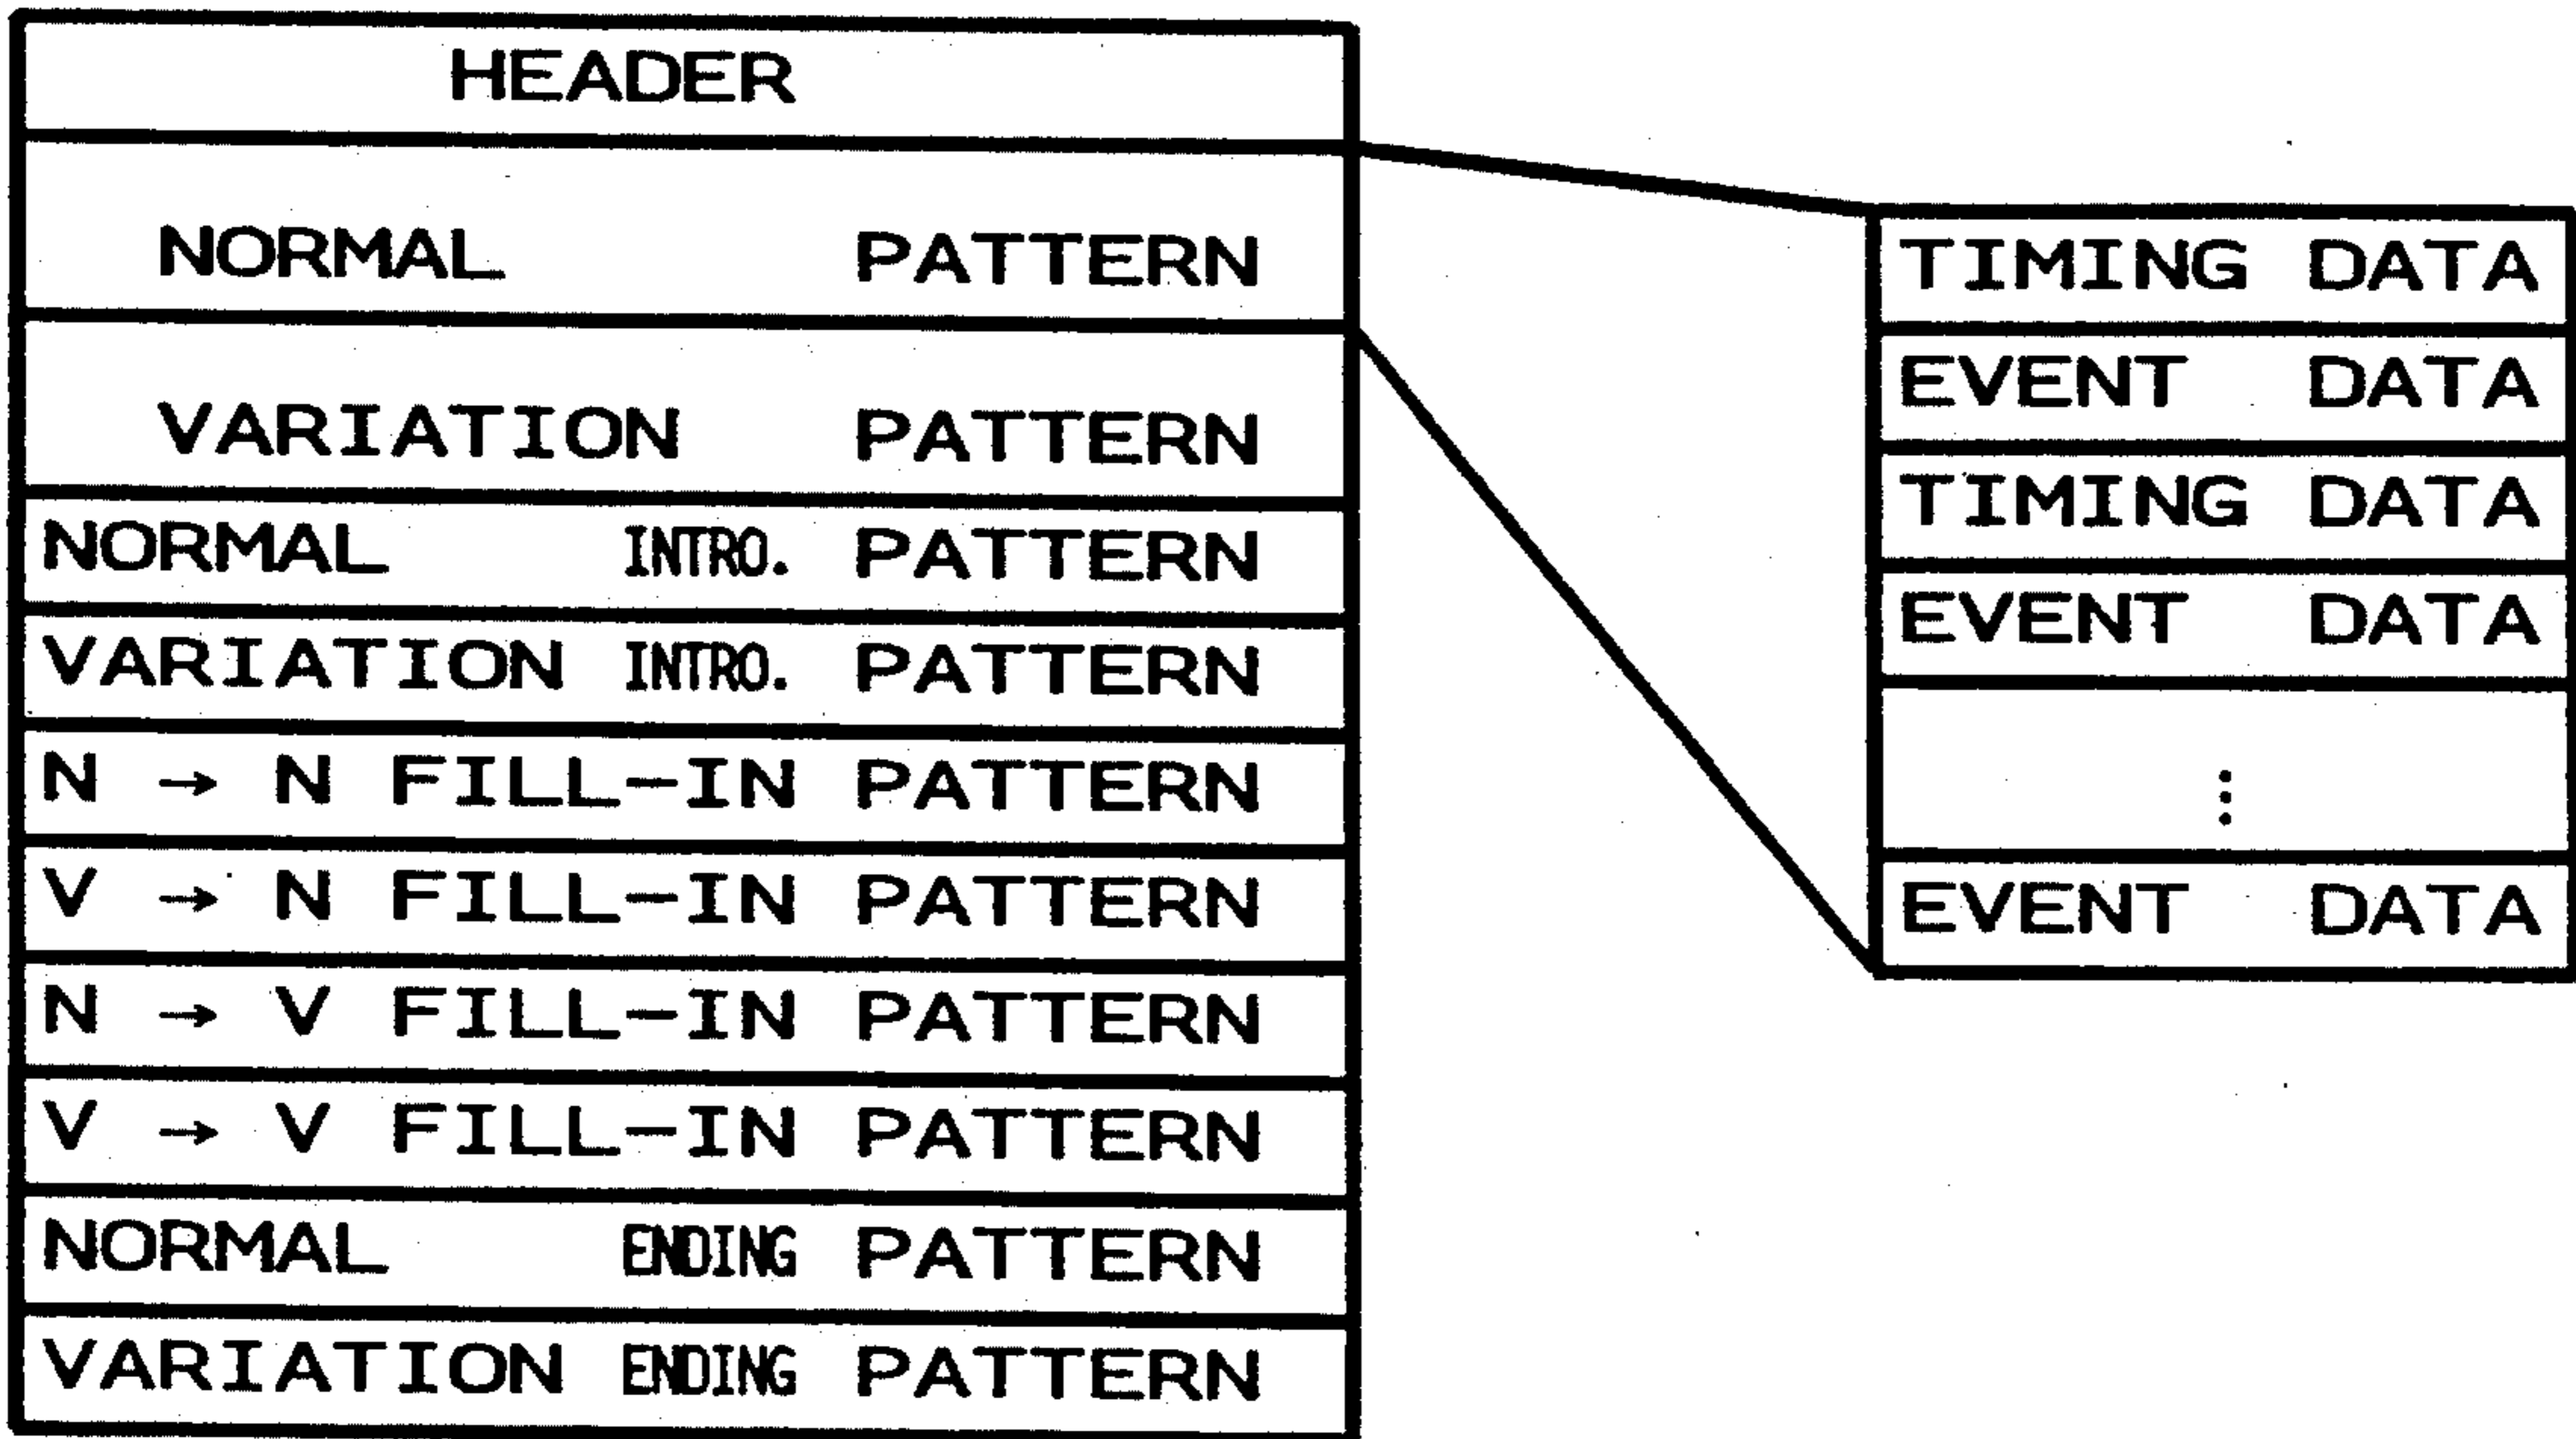 HEADER
NORMAL PATTERN
VARIATION PATTERN
NORMAL INTRO. PATTERN
VARIATION INTRO. PATTERN
N → N FILL-IN PATTERN
V → N FILL-IN PATTERN
N → V FILL-IN PATTERN
V → V FILL-IN PATTERN
NORMAL ENDING PATTERN
VARIATION ENDING PATTERN
TIMING DATA
EVENT DATA
TIMING DATA
EVENT DATA
⋮
EVENT DATA